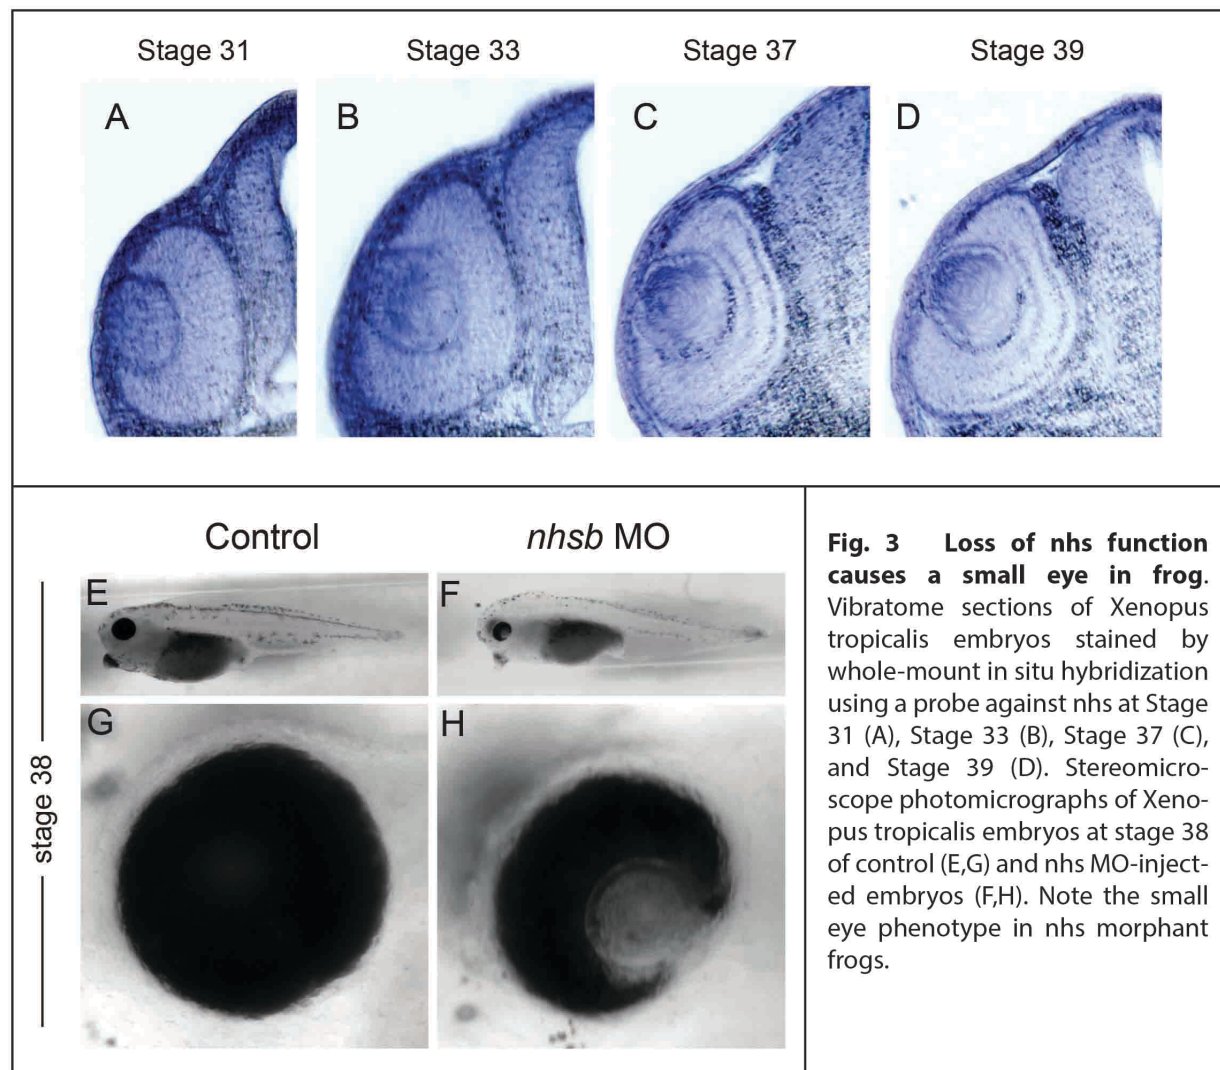 Stage 31
Stage 33
Stage 37
Stage 39
A
B
C
D
Control
nhsb MO
E
F
G
H
stage 38
Fig. 3 Loss of nhs function
causes a small eye in frog.
Vibratome sections of Xenopus
tropicalis embryos stained by
whole-mount in situ hybridization
using a probe against nhs at Stage
31 (A), Stage 33 (B), Stage 37 (C),
and Stage 39 (D). Stereomicro-
scope photomicrographs of Xeno-
pus tropicalis embryos at stage 38
of control (E,G) and nhs MO-inject-
ed embryos (F,H). Note the small
eye phenotype in nhs morphant
frogs.